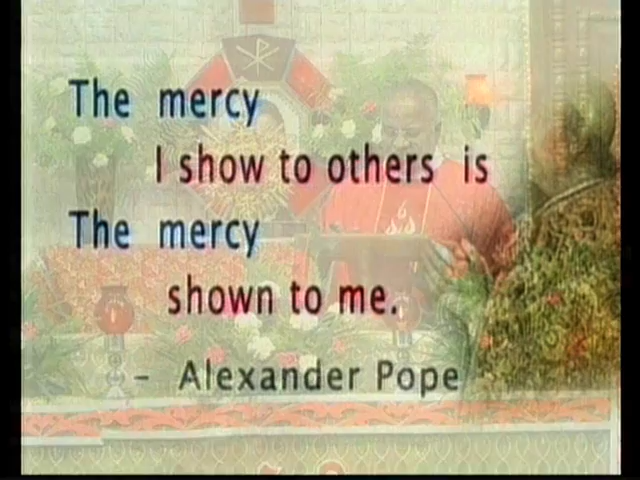 The mercy
I show to others is
The mercy
shown to me.
- Alexander Pope